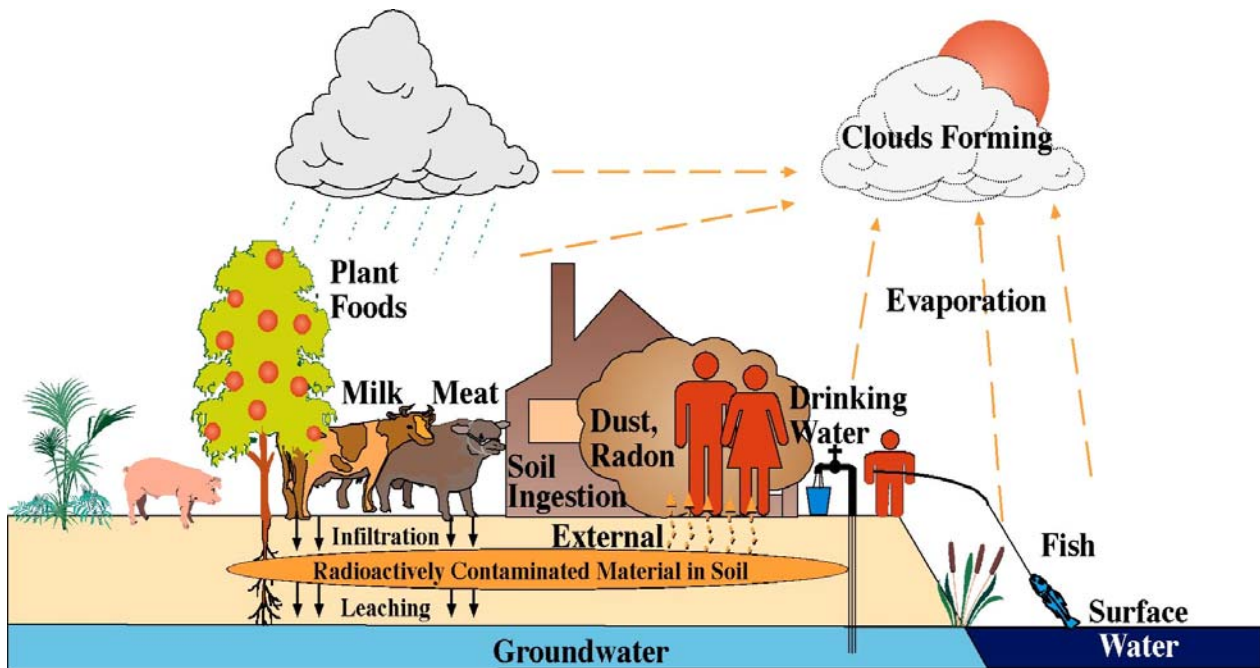 Clouds Forming
Plant
Foods
Evaporation
Milk
Meat
Dust,
Radon
Drinking
Water
Soil
Ingestion
Infiltration
External
Fish
Radioactively Contaminated Material in Soil
Leaching
Surface
Water
Groundwater